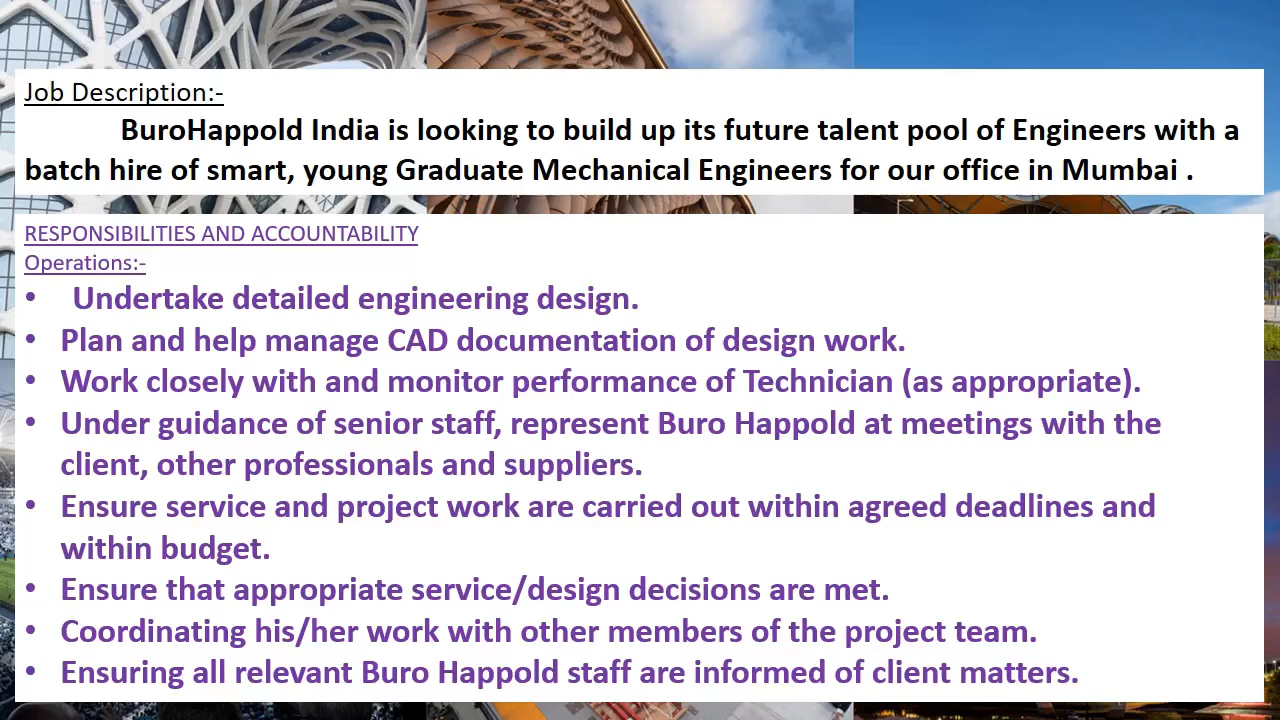 Job Description:-
BuroHappold India is looking to build up its future talent pool of Engineers with a
batch hire of smart, young Graduate Mechanical Engineers for our office in Mumbai .
RESPONSIBILITIES AND ACCOUNTABILITY
Operations:-
• Undertake detailed engineering design.
• Plan and help manage CAD documentation of design work.
• Work closely with and monitor performance of Technician (as appropriate).
• Under guidance of senior staff, represent Buro Happold at meetings with the
client, other professionals and suppliers.
• Ensure service and project work are carried out within agreed deadlines and
within budget.
• Ensure that appropriate service/design decisions are met.
• Coordinating his/her work with other members of the project team.
• Ensuring all relevant Buro Happold staff are informed of client matters.